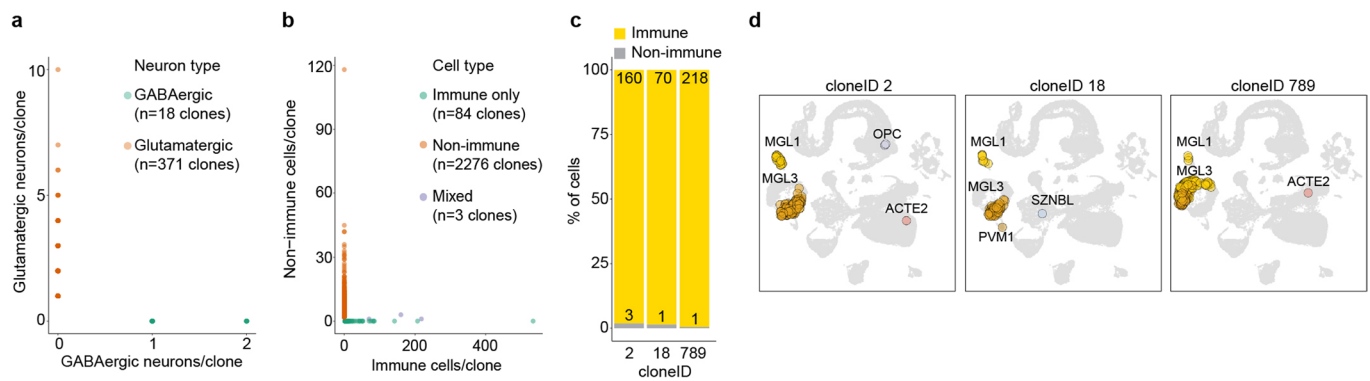 a
Glutamatergic neurons/clone
10
5
0
0
1
2
GABAergic neurons/clone
Neuron type
GABAergic
(n=18 clones)
Glutamatergic
(n=371 clones)
b
Non−immune cells/clone
120
90
60
30
0
0
200
400
Immune cells/clone
Cell type
Immune only
(n=84 clones)
Non-immune
(n=2276 clones)
Mixed
(n=3 clones)
c
Immune
Non-immune
% of cells
100
75
50
25
0
160
70
218
3
1
1
2
18
789
cloneID
d
cloneID 2
MGL1
OPC
MGL3
ACTE2
cloneID 18
MGL1
MGL3
SZNBL
PVM1
cloneID 789
MGL1
MGL3
ACTE2